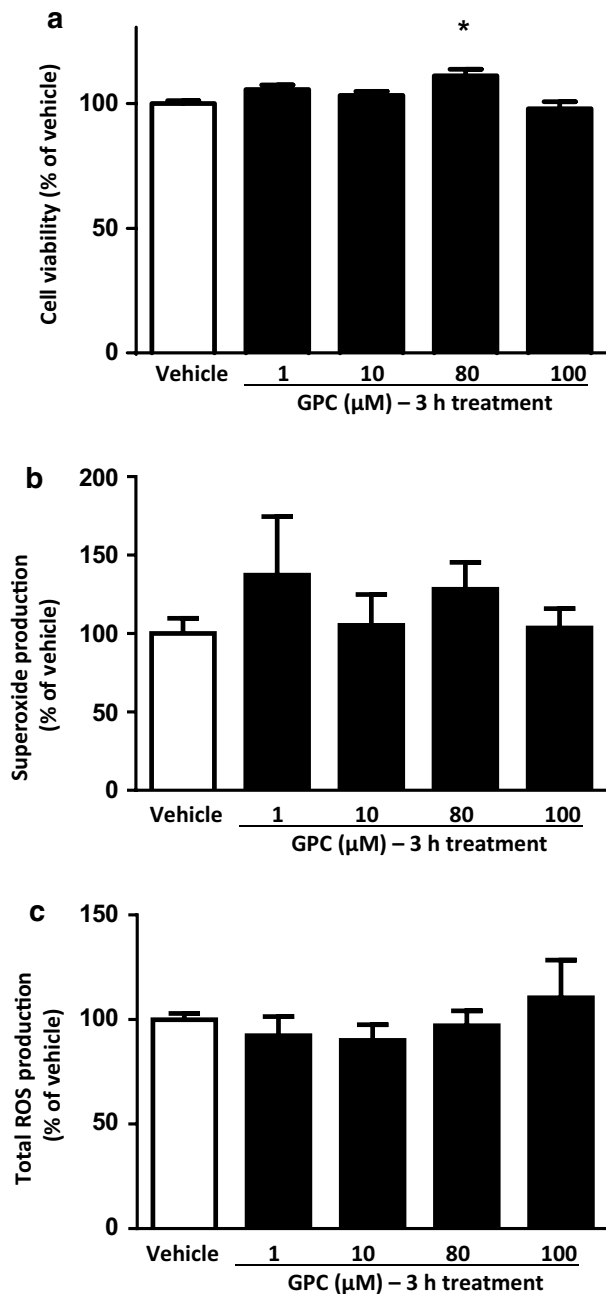 a
*
Cell viability (% of vehicle)
100
50
0
Vehicle 1 10 80 100
GPC (µM) – 3 h treatment
b
Superoxide production
(% of vehicle)
200
150
100
50
0
Vehicle 1 10 80 100
GPC (µM) – 3 h treatment
c
Total ROS production
(% of vehicle)
150
100
50
0
Vehicle 1 10 80 100
GPC (µM) – 3 h treatment